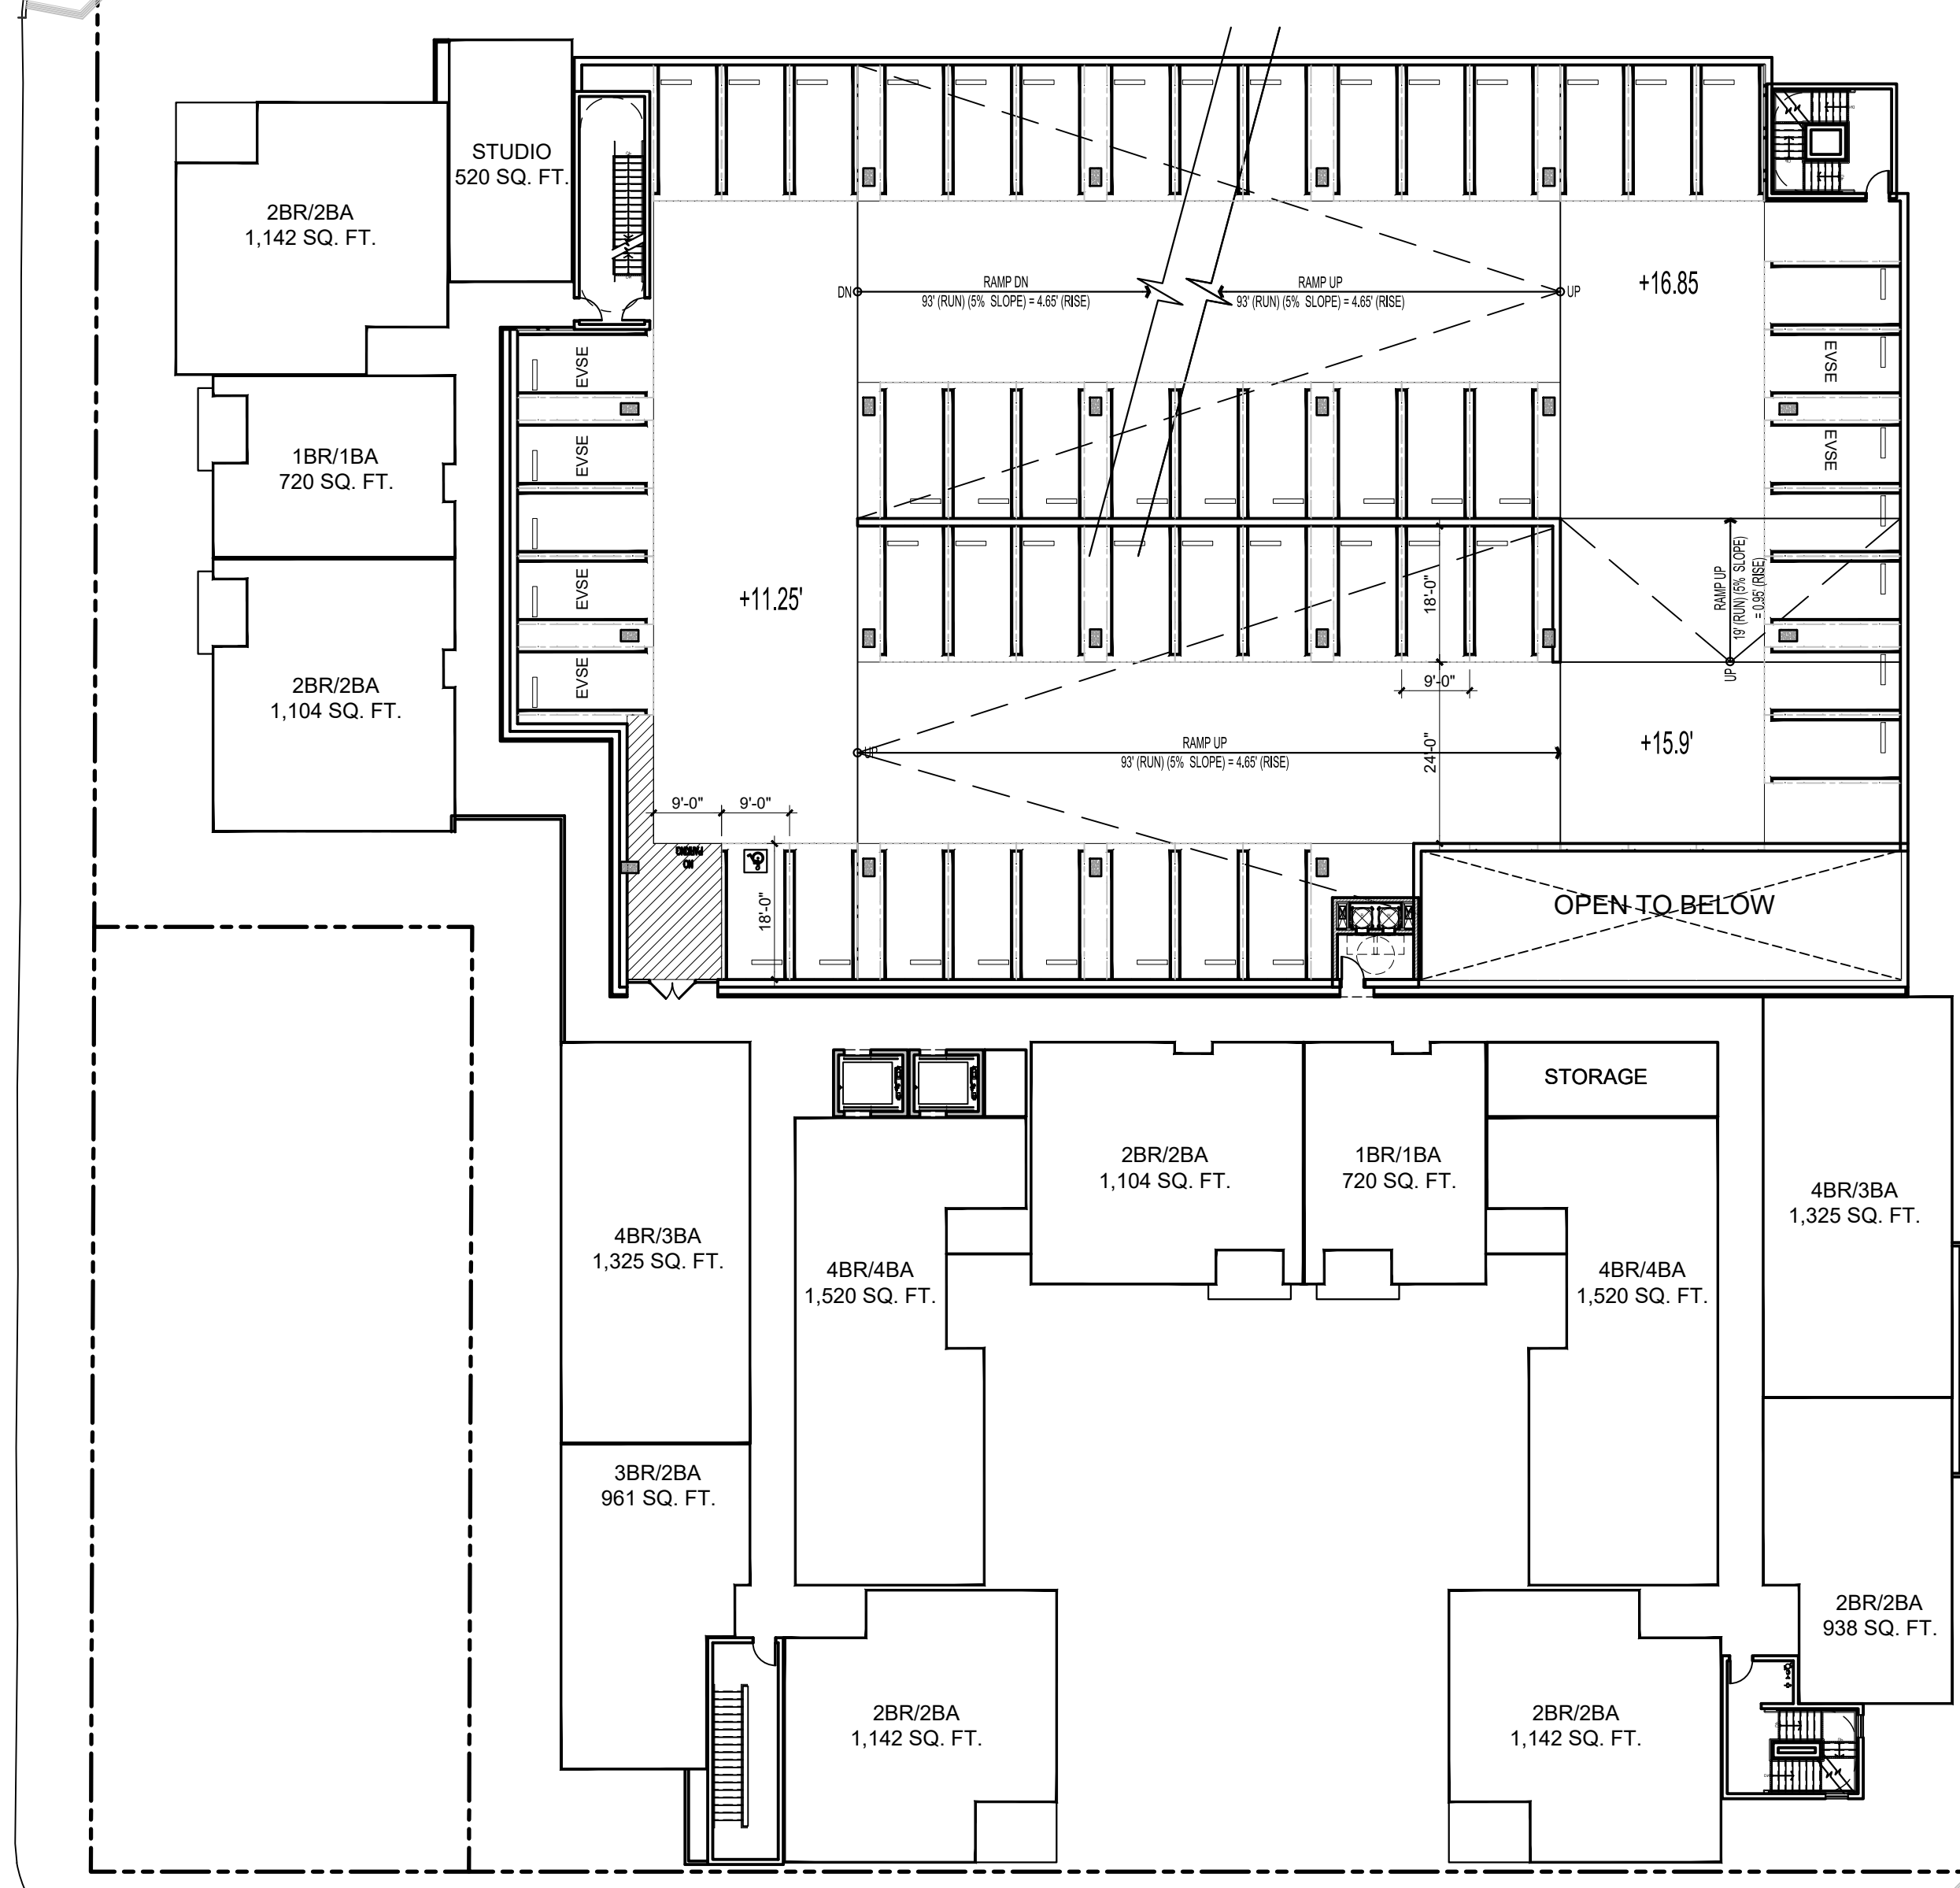 STUDIO
520 SQ. FT.
2BR/2BA
1,142 SQ. FT.
1BR/1BA
720 SQ. FT.
2BR/2BA
1,104 SQ. FT.
DN
RAMP DN
93' (RUN) (5% SLOPE) = 4.65' (RISE)
RAMP UP
93' (RUN) (5% SLOPE) = 4.65' (RISE)
UP
+16.85
EVSE
EVSE
EVSE
EVSE
EVSE
EVSE
+11.25'
18'-0"
9'-0"
24'-0"
RAMP UP
19' (RUN) (5% SLOPE)
= 0.95' (RISE)
UP
UP
RAMP UP
93' (RUN) (5% SLOPE) = 4.65' (RISE)
+15.9'
9'-0"
9'-0"
NO
PARKING
18'-0"
OPEN TO BELOW
STORAGE
2BR/2BA
1,104 SQ. FT.
1BR/1BA
720 SQ. FT.
4BR/3BA
1,325 SQ. FT.
4BR/3BA
1,325 SQ. FT.
4BR/4BA
1,520 SQ. FT.
4BR/4BA
1,520 SQ. FT.
3BR/2BA
961 SQ. FT.
2BR/2BA
938 SQ. FT.
2BR/2BA
1,142 SQ. FT.
2BR/2BA
1,142 SQ. FT.